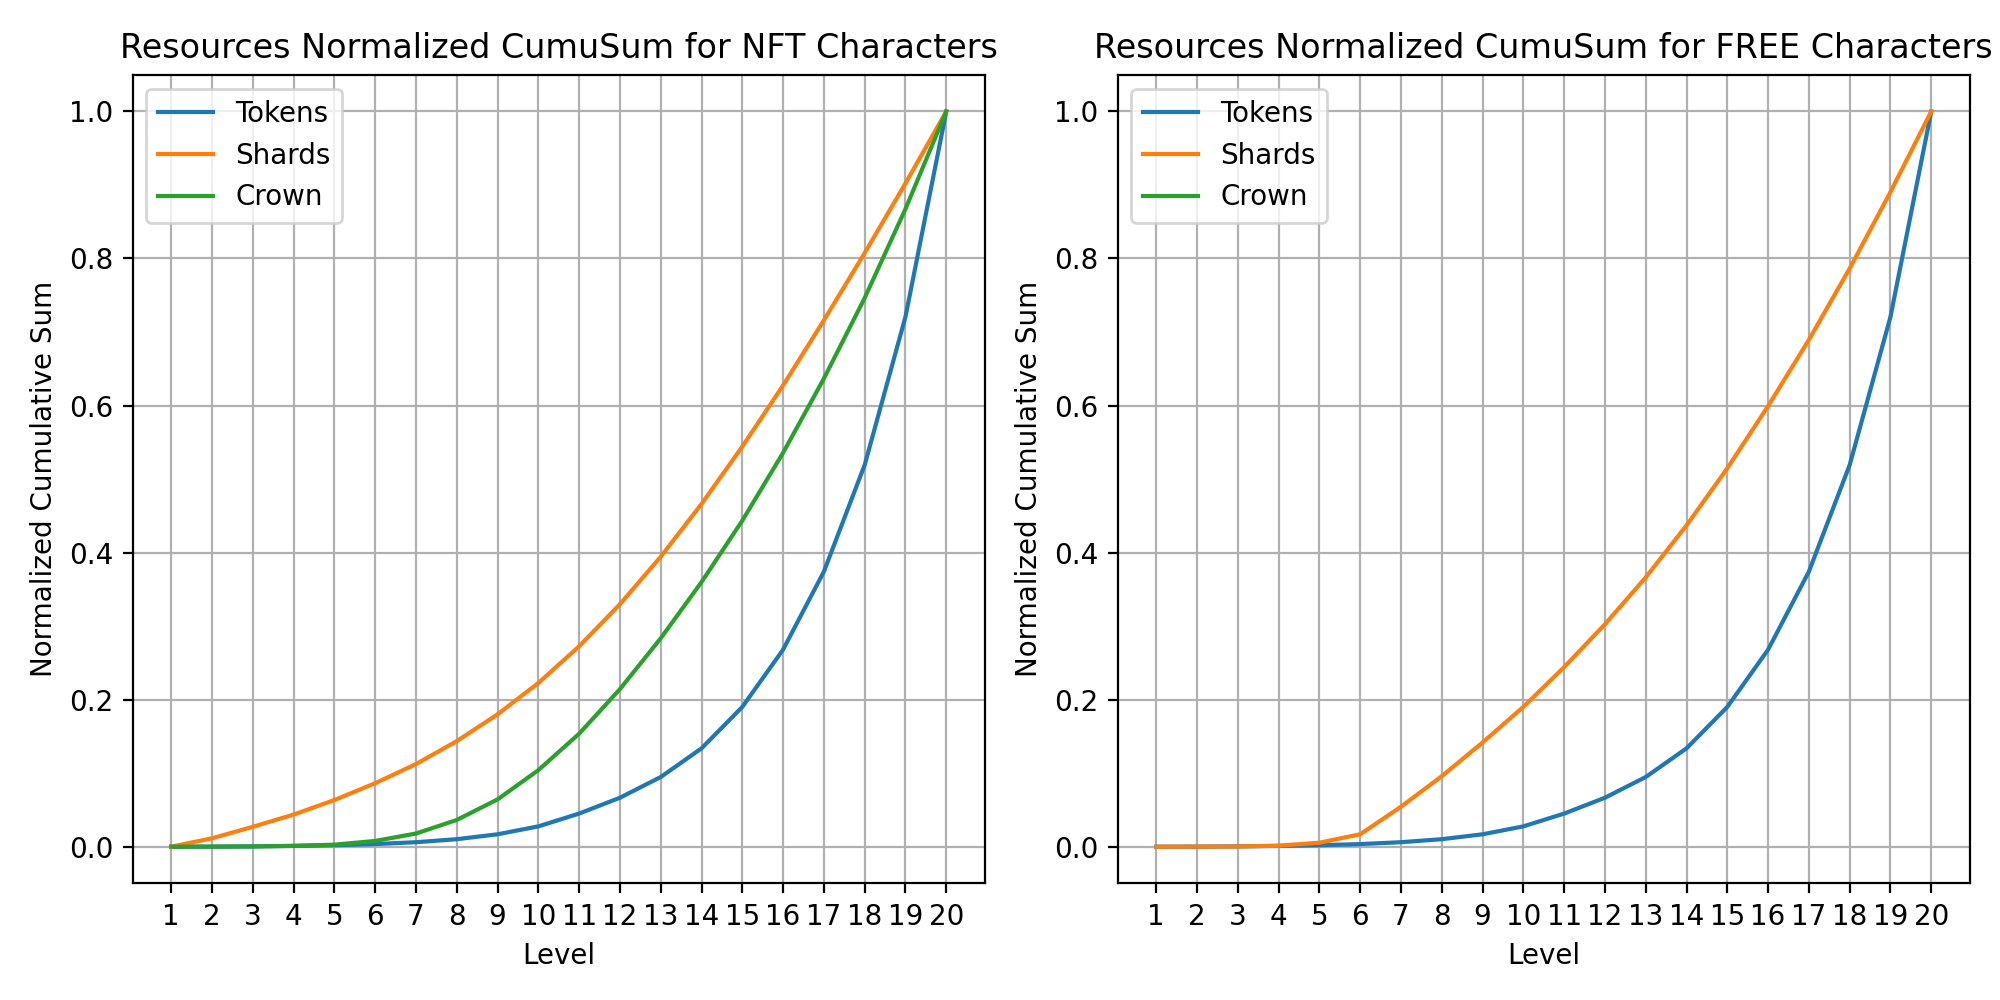 Resources Normalized CumuSum for NFT Characters
Normalized Cumulative Sum
1.0
0.8
0.6
0.4
0.2
0.0
Tokens
Shards
Crown
1 2 3 4 5 6 7 8 9 10 11 12 13 14 15 16 17 18 19 20
Level
Resources Normalized CumuSum for FREE Characters
Normalized Cumulative Sum
1.0
0.8
0.6
0.4
0.2
0.0
Tokens
Shards
Crown
1 2 3 4 5 6 7 8 9 10 11 12 13 14 15 16 17 18 19 20
Level